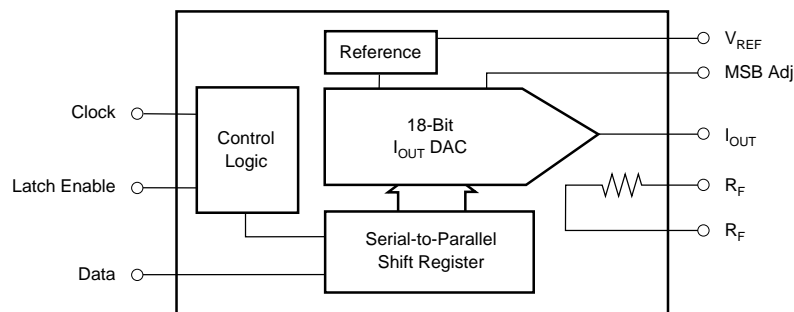 Reference
V_REF
MSB Adj
Clock
Control
Logic
18-Bit
I_OUT DAC
I_OUT
Latch Enable
R_F
R_F
Serial-to-Parallel
Shift Register
Data